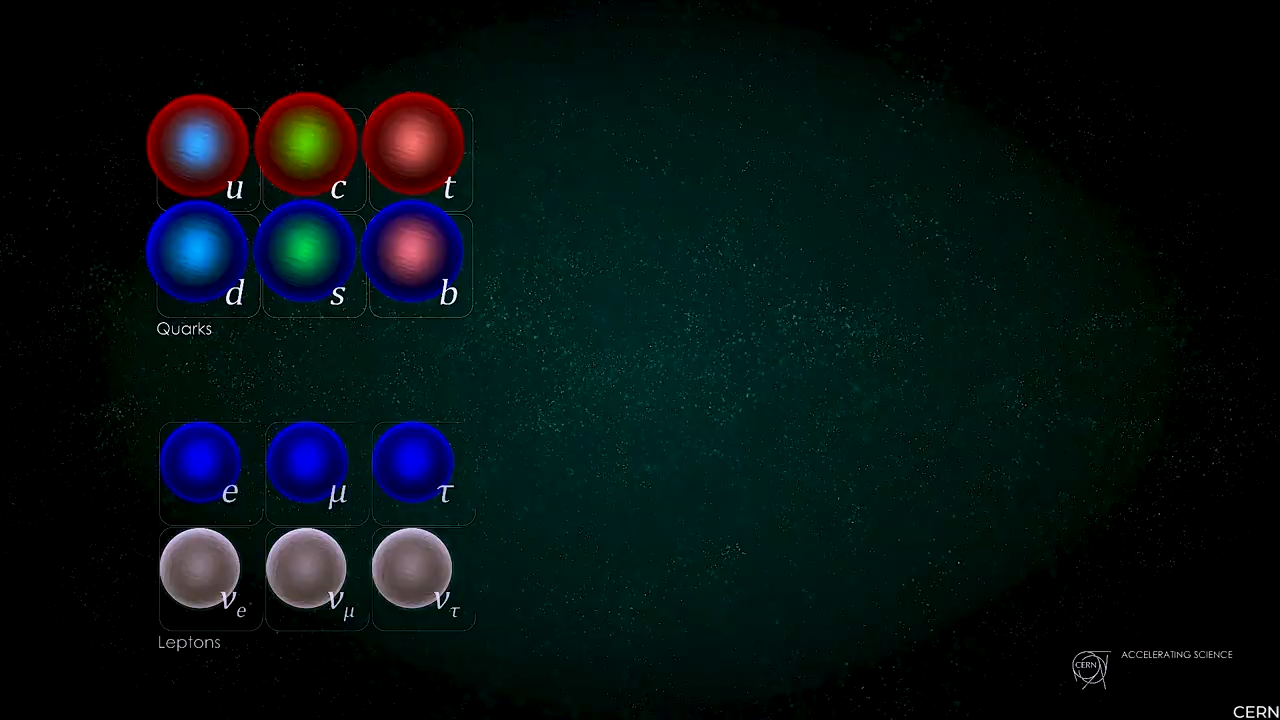 u c t
d s b
Quarks
e μ τ
νe νμ ντ
Leptons
CERN
ACCELERATING SCIENCE
CERN